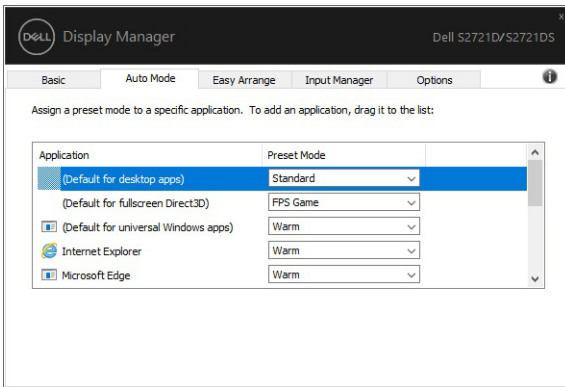 DELL Display Manager Dell S2721D/S2721DS
x
Basic Auto Mode Easy Arrange Input Manager Options
Assign a preset mode to a specific application. To add an application, drag it to the list:
Application Preset Mode
(Default for desktop apps) Standard
(Default for fullscreen Direct3D) FPS Game
(Default for universal Windows apps) Warm
Internet Explorer Warm
Microsoft Edge Warm